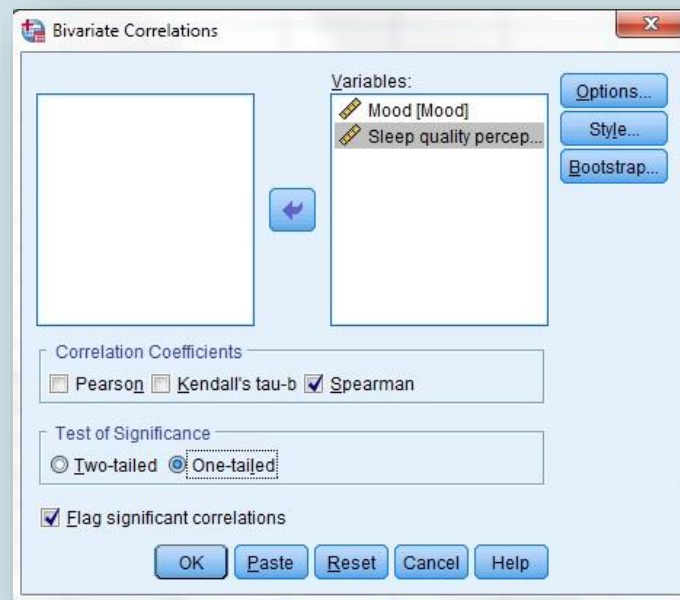 Bivariate Correlations
x
Variables:
Mood [Mood]
Sleep quality percep...
Options...
Style...
Bootstrap...
Correlation Coefficients
Pearson Kendall's tau-b Spearman
Test of Significance
Two-tailed One-tailed
Flag significant correlations
OK Paste Reset Cancel Help